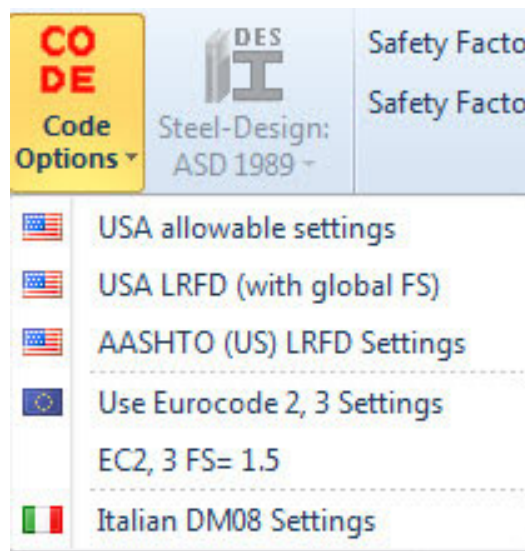 CO
DE
Code
Options
DES
Steel-Design:
ASD 1989
Safety Facto
Safety Facto
USA allowable settings
USA LRFD (with global FS)
AASHTO (US) LRFD Settings
Use Eurocode 2, 3 Settings
EC2, 3 FS= 1.5
Italian DM08 Settings